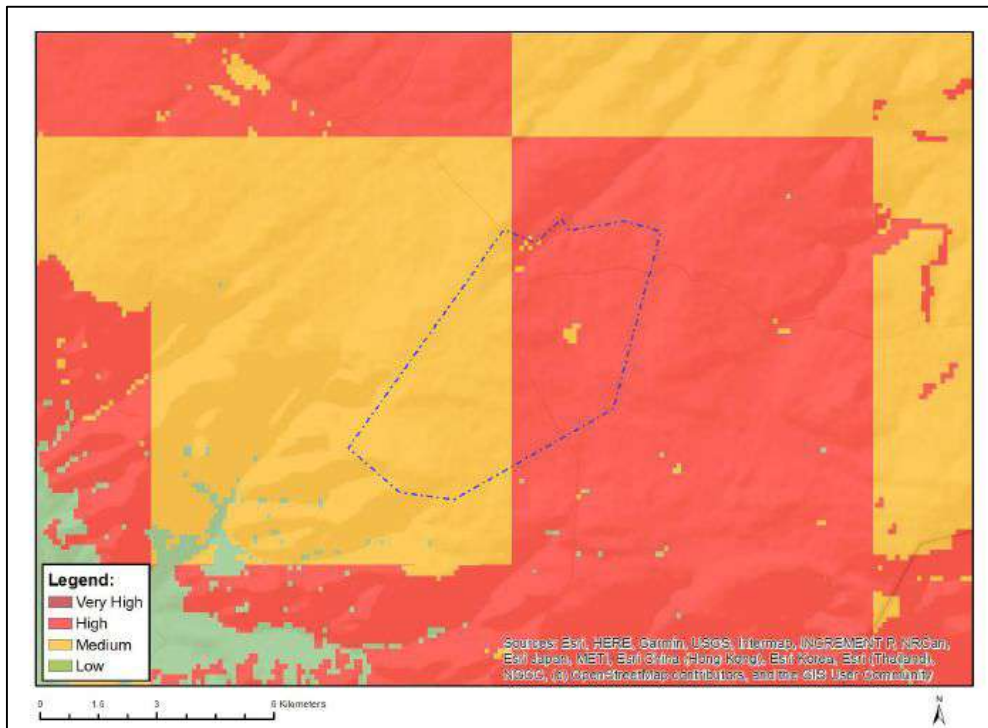 Legend:
Very High
High
Medium
Low
Sources: Esri, HERE, Garmin, USGS, Intermap, INCREMENT P, NRCan,
Esri Japan, METI, Esri China (Hong Kong), Esri Korea, Esri (Thailand),
NGCC, (c) OpenStreetMap contributors, and the GIS User Community
0 1.5 3 6 Kilometers
N